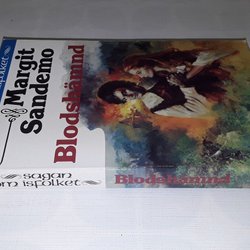 Margit
Sandemo
Blodshämnd
sagan
om isfolket
Blodshämnd